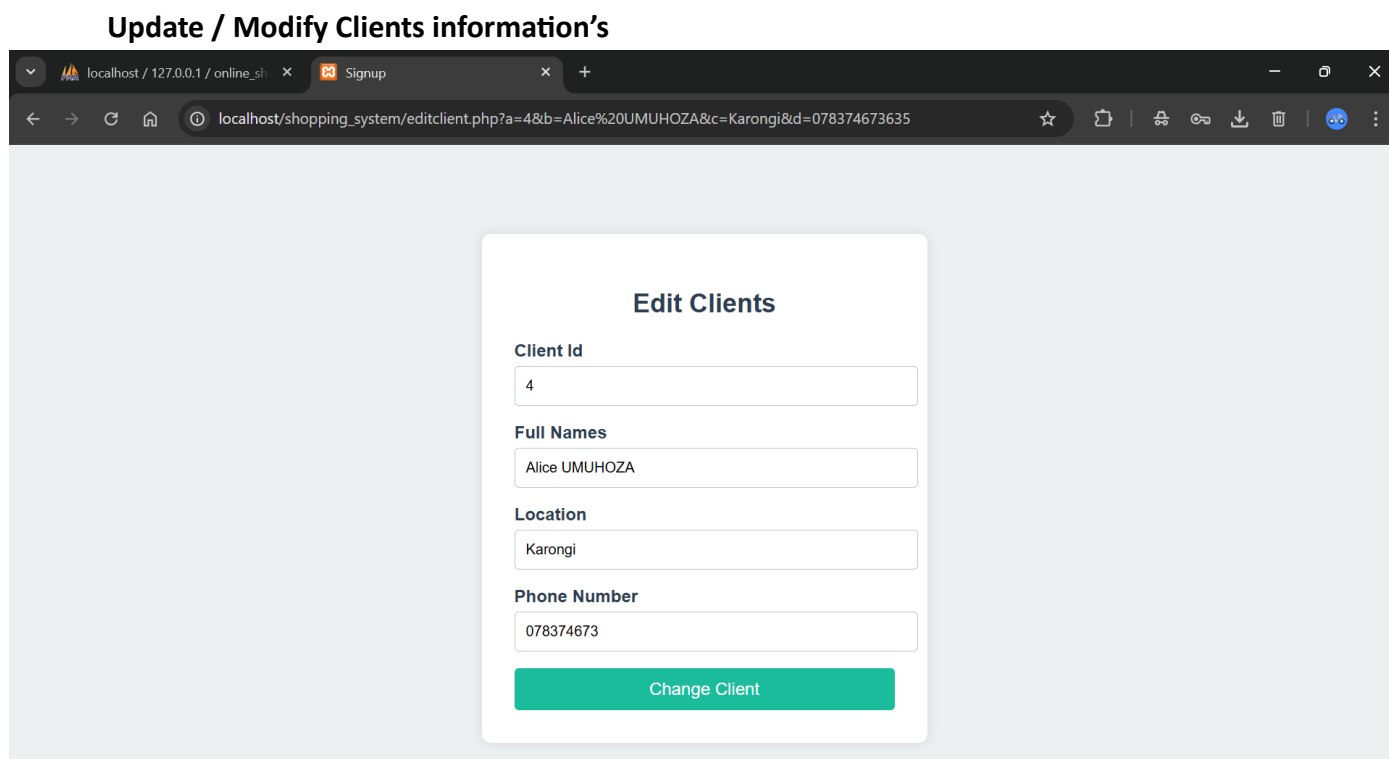 Update / Modify Clients information’s
localhost / 127.0.0.1 / online_sh
Signup
localhost/shopping_system/editclient.php?a=4&b=Alice%20UMUHOZA&c=Karongi&d=078374673635
Edit Clients
Client Id
4
Full Names
Alice UMUHOZA
Location
Karongi
Phone Number
078374673
Change Client